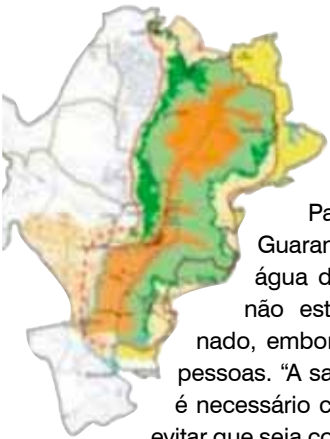 Pa
Guaran
água d
não est
nado, embor
pessoas. “A sa
é necessário c
evitar que seja co